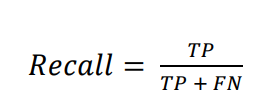 Recall = TP / TP + FN